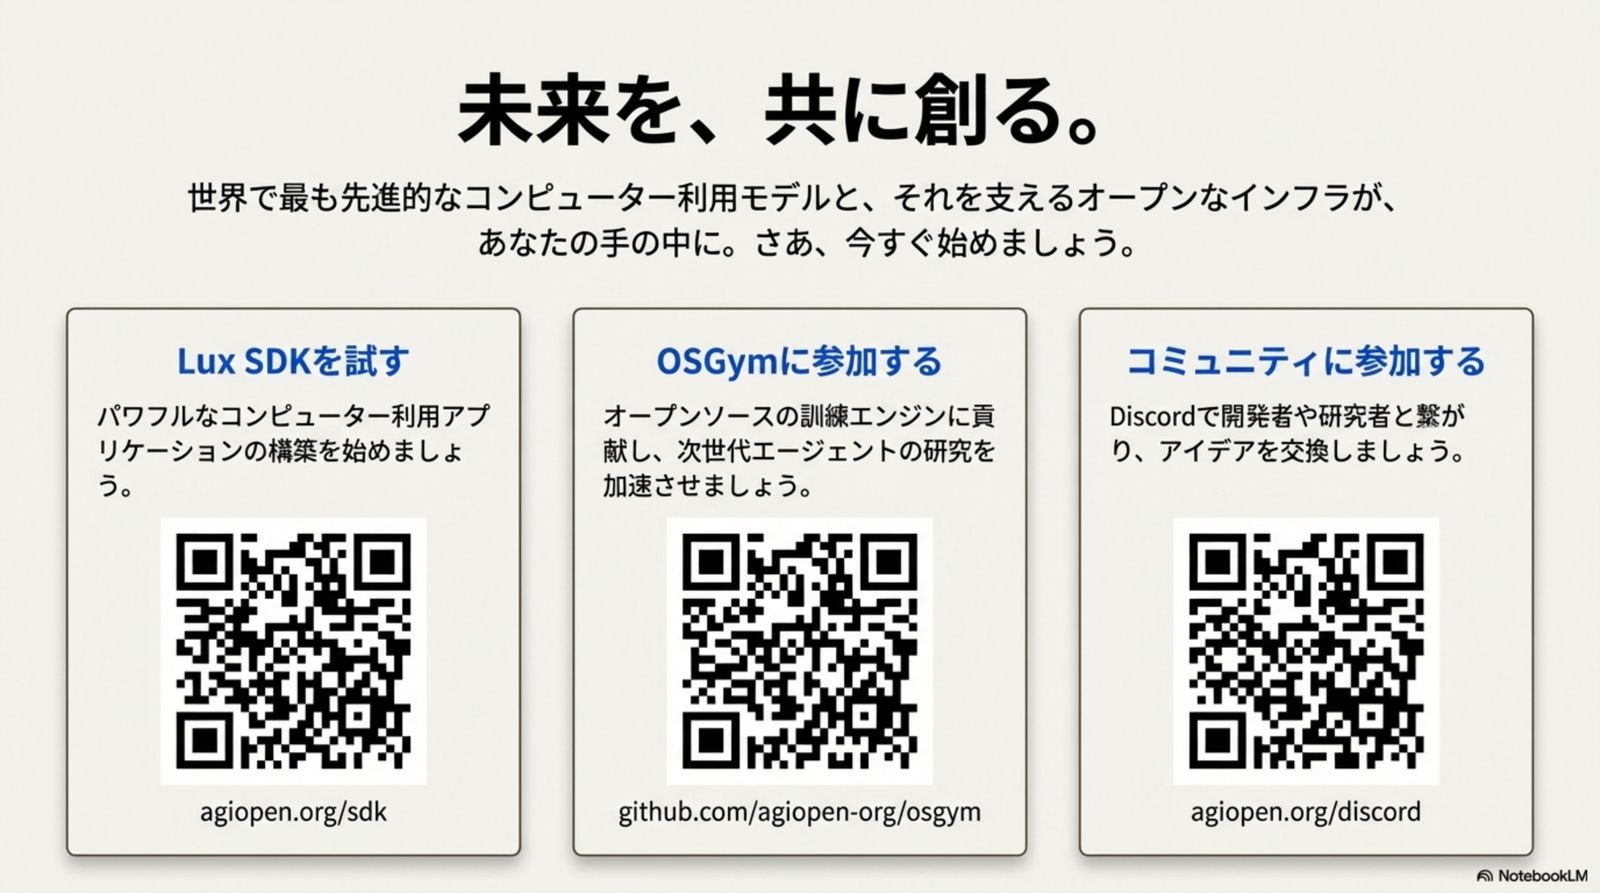 未来を、共に創る。
世界で最も先進的なコンピューター利用モデルと、それを支えるオープンなインフラが、
あなたの手の中に。さあ、今すぐ始めましょう。
Lux SDKを試す
パワフルなコンピューター利用アプ
リケーションの構築を始めましょ
う。
agiopen.org/sdk
OSGymに参加する
オープンソースの訓練エンジンに貢
献し、次世代エージェントの研究を
加速させましょう。
github.com/agiopen-org/osgym
コミュニティに参加する
Discordで開発者や研究者と繋が
り、アイデアを交換しましょう。
agiopen.org/discord
NotebookLM